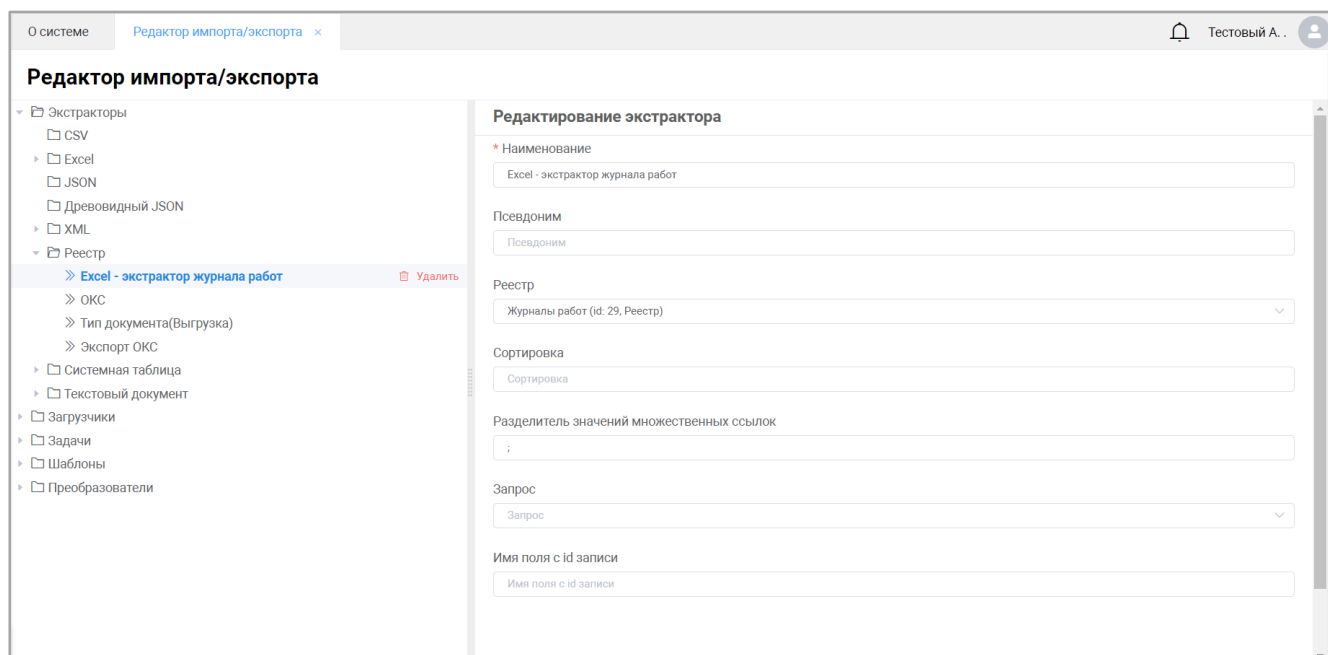 О системе
Редактор импорта/экспорта ×
Тестовый А. .
Редактор импорта/экспорта
Экстракторы
CSV
Excel
JSON
Древовидный JSON
XML
Реестр
Excel - экстрактор журнала работ
Удалить
ОКС
Тип документа(Выгрузка)
Экспорт ОКС
Системная таблица
Текстовый документ
Загрузчики
Задачи
Шаблоны
Преобразователи
Редактирование экстрактора
* Наименование
Excel - экстрактор журнала работ
Псевдоним
Псевдоним
Реестр
Журналы работ (id: 29, Реестр)
Сортировка
Сортировка
Разделитель значений множественных ссылок
;
Запрос
Запрос
Имя поля с id записи
Имя поля с id записи